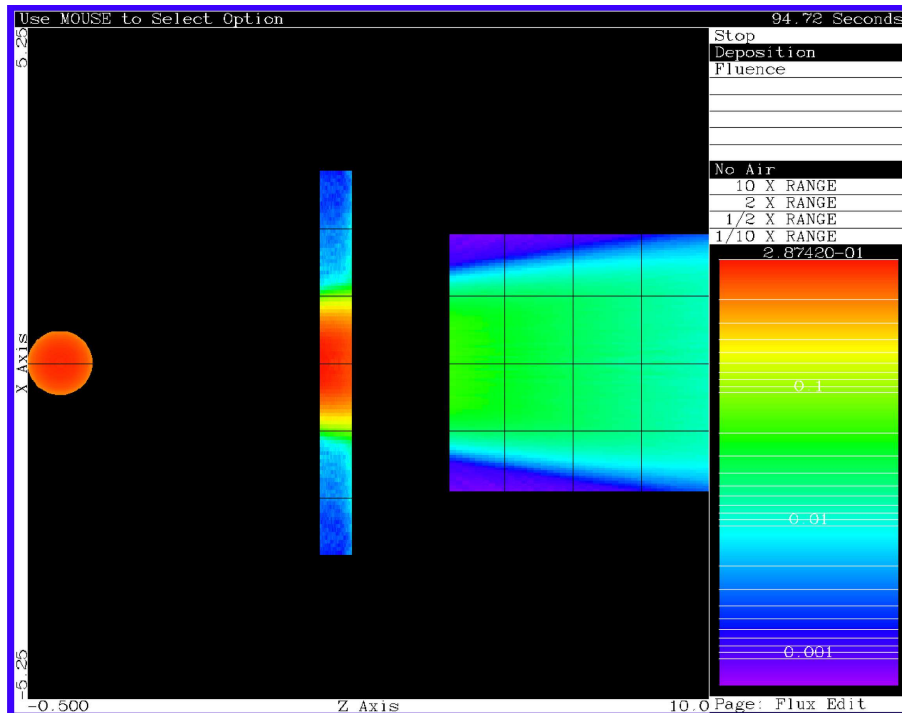 Use MOUSE to Select Option
94.72 Seconds
5.25
Stop
Deposition
Fluence
No Air
10 X RANGE
2 X RANGE
1/2 X RANGE
1/10 X RANGE
2.87420-01
X Axis
0.1
0.01
0.001
-5.25
-0.500
Z Axis
10.0
Page: Flux Edit